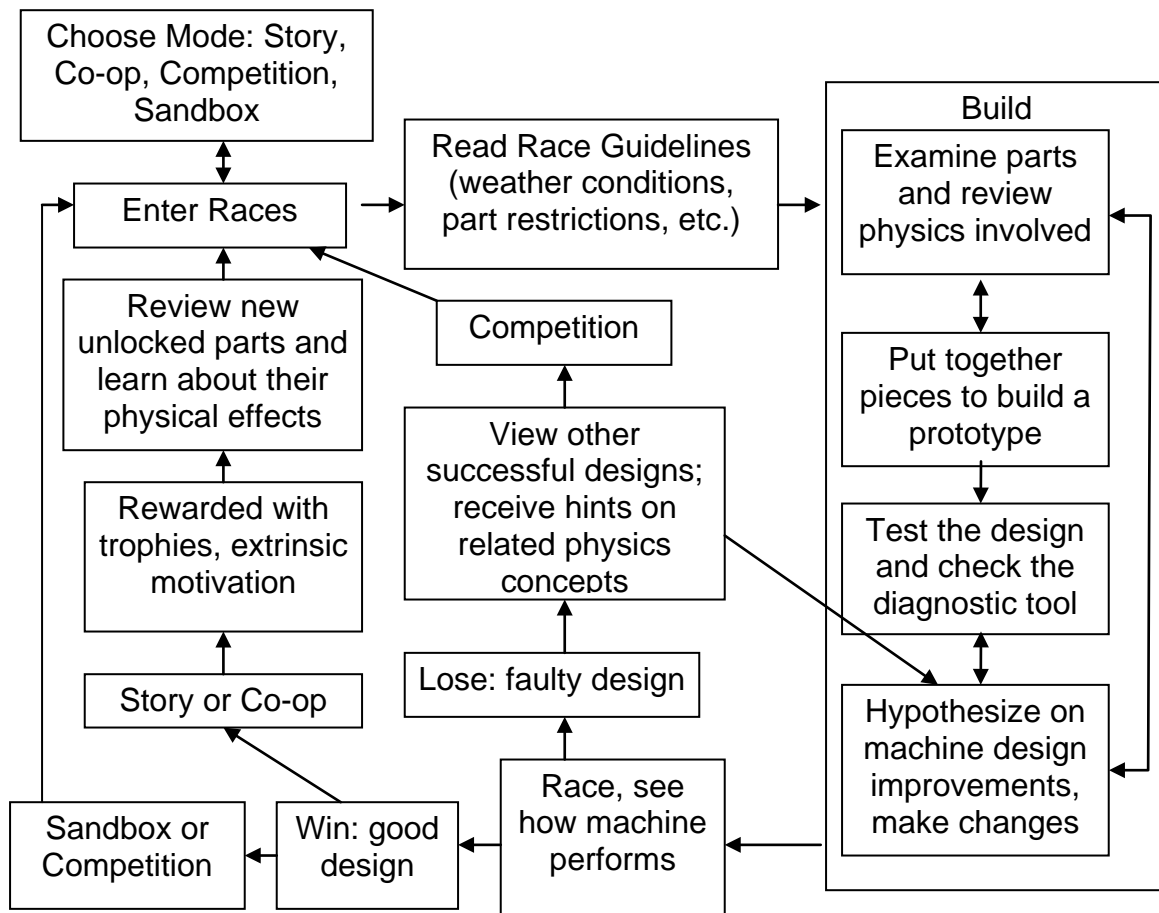 Choose Mode: Story,
Co-op, Competition,
Sandbox
Enter Races
Read Race Guidelines
(weather conditions,
part restrictions, etc.)
Build
Examine parts
and review
physics involved
Put together
pieces to build a
prototype
Test the design
and check the
diagnostic tool
Hypothesize on
machine design
improvements,
make changes
Review new
unlocked parts and
learn about their
physical effects
Competition
View other
successful designs;
receive hints on
related physics
concepts
Rewarded with
trophies, extrinsic
motivation
Lose: faulty design
Story or Co-op
Race, see
how machine
performs
Win: good
design
Sandbox or
Competition